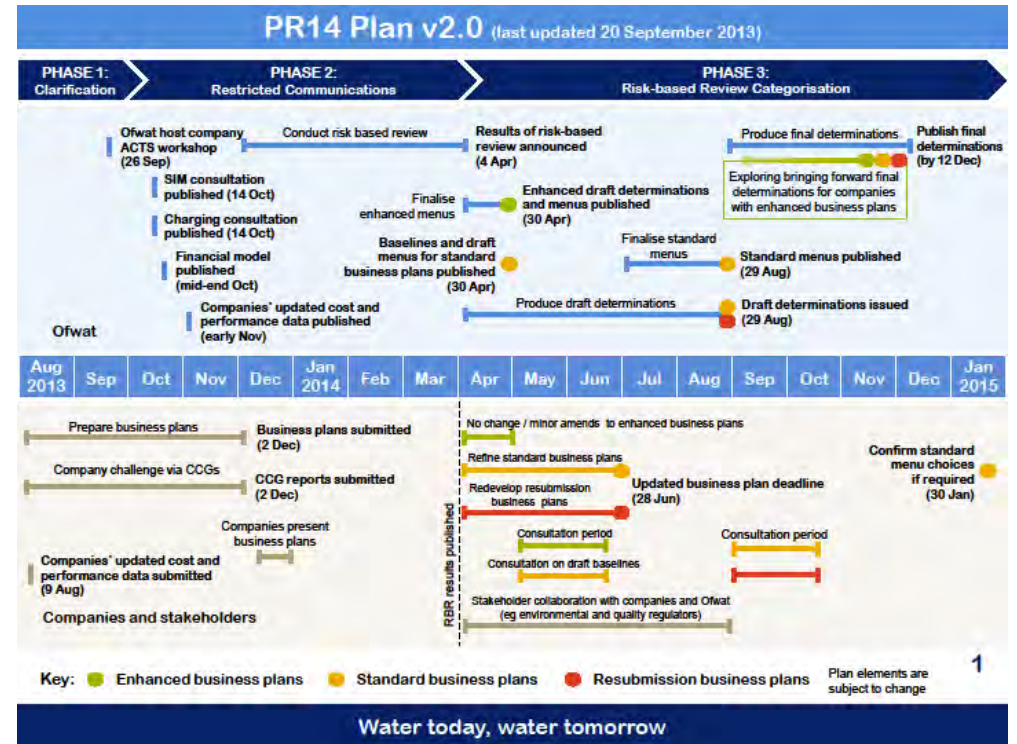 PR14 Plan v2.0 (last updated 20 September 2013)
PHASE 1:
Clarification
PHASE 2:
Restricted Communications
PHASE 3:
Risk-based Review Categorisation
Ofwat host company
ACTS workshop
(26 Sep)
Conduct risk based review
Results of risk-based
review announced
(4 Apr)
Produce final determinations
Publish final
determinations
(by 12 Dec)
Exploring bringing forward final
determinations for companies
with enhanced business plans
SIM consultation
published (14 Oct)
Finalise
enhanced menus
Enhanced draft determinations
and menus published
(30 Apr)
Charging consultation
published (14 Oct)
Baselines and draft
menus for standard
business plans published
(30 Apr)
Finalise standard
menus
Standard menus published
(29 Aug)
Financial model
published
(mid-end Oct)
Companies' updated cost and
performance data published
(early Nov)
Produce draft determinations
Draft determinations issued
(29 Aug)
Ofwat
Aug
2013
Sep
Oct
Nov
Dec
Jan
2014
Feb
Mar
Apr
May
Jun
Jul
Aug
Sep
Oct
Nov
Dec
Jan
2015
Prepare business plans
Business plans submitted
(2 Dec)
No change / minor amends to enhanced business plans
Company challenge via CCGs
CCG reports submitted
(2 Dec)
Refine standard business plans
Updated business plan deadline
(28 Jun)
Confirm standard
menu choices
if required
(30 Jan)
Redevelop resubmission
business plans
Companies present
business plans
Consultation period
Consultation period
Companies' updated cost and
performance data submitted
(9 Aug)
Consultation on draft baselines
RBR results published
Stakeholder collaboration with companies and Ofwat
(eg environmental and quality regulators)
Companies and stakeholders
Key:
Enhanced business plans
Standard business plans
Resubmission business plans
Plan elements are
subject to change
1
Water today, water tomorrow